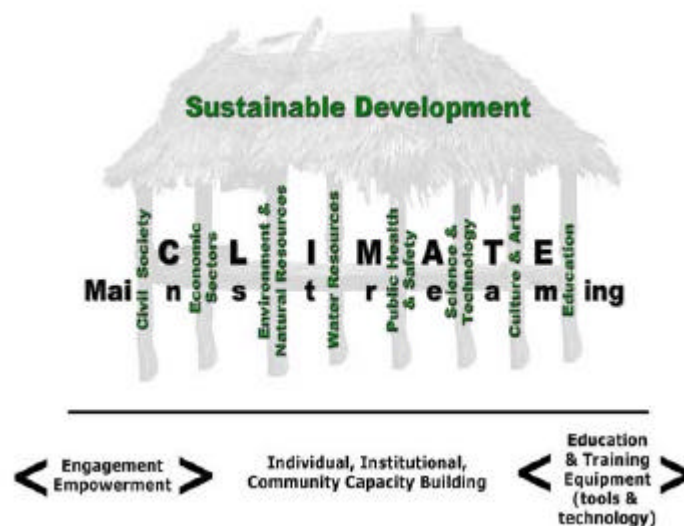 Sustainable Development
Civil Society
Economic
Sectors
Environment &
Natural Resources
Water Resources
Public Health
& Safety
Science &
Technology
Culture & Arts
Education
CLIMATE
Mainstreaming
Engagement
Empowerment
Individual, Institutional,
Community Capacity Building
Education
& Training
Equipment
(tools &
technology)